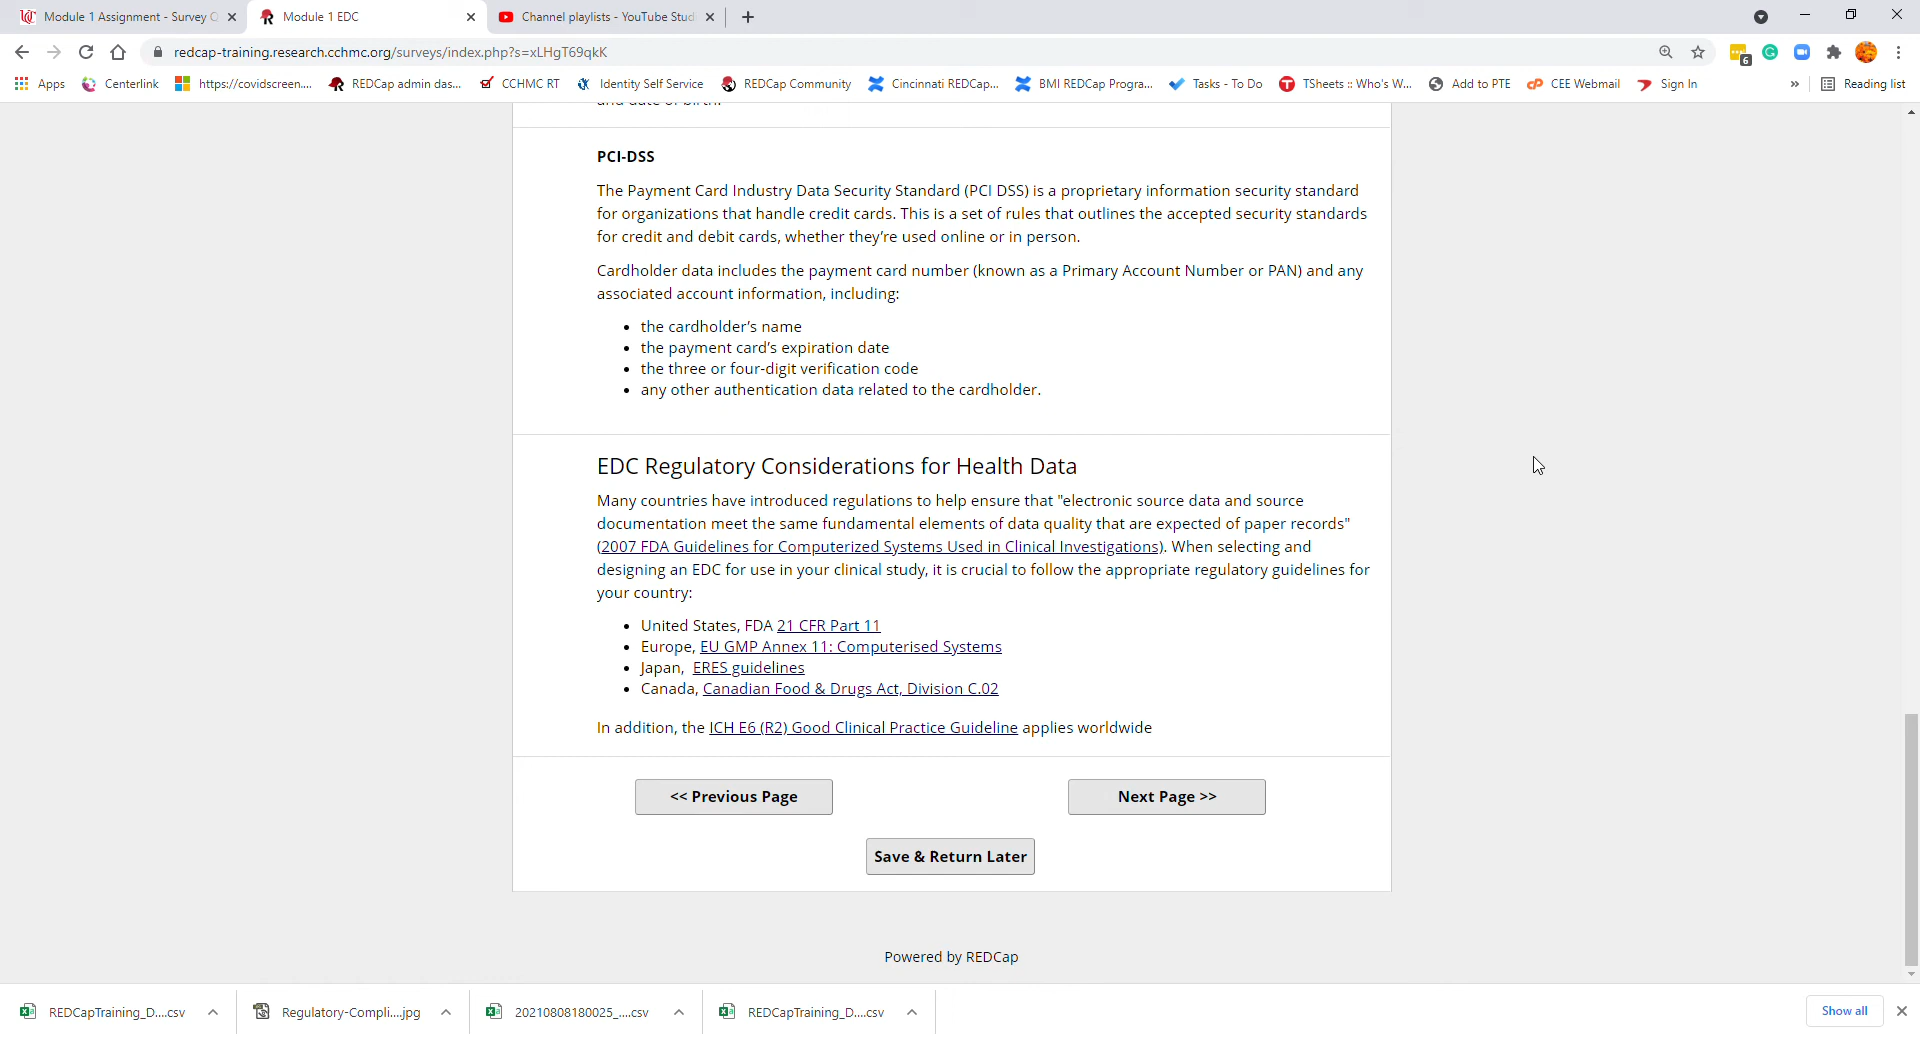 Module 1 Assignment - Survey Q
Module 1 EDC
Channel playlists - YouTube Stud
redcap-training.research.cchmc.org/surveys/index.php?s=xLHgT69qkK
6
Apps
Centerlink
https://covidscreen....
REDCap admin das...
CCHMC RT
Identity Self Service
REDCap Community
Cincinnati REDCap...
BMI REDCap Progra...
Tasks - To Do
TSheets :: Who's W...
Add to PTE
CEE Webmail
Sign In
»
Reading list
and date of birth.
PCI-DSS
The Payment Card Industry Data Security Standard (PCI DSS) is a proprietary information security standard
for organizations that handle credit cards. This is a set of rules that outlines the accepted security standards
for credit and debit cards, whether they're used online or in person.
Cardholder data includes the payment card number (known as a Primary Account Number or PAN) and any
associated account information, including:
• the cardholder's name
• the payment card's expiration date
• the three or four-digit verification code
• any other authentication data related to the cardholder.
EDC Regulatory Considerations for Health Data
Many countries have introduced regulations to help ensure that "electronic source data and source
documentation meet the same fundamental elements of data quality that are expected of paper records"
(2007 FDA Guidelines for Computerized Systems Used in Clinical Investigations). When selecting and
designing an EDC for use in your clinical study, it is crucial to follow the appropriate regulatory guidelines for
your country:
• United States, FDA 21 CFR Part 11
• Europe, EU GMP Annex 11: Computerised Systems
• Japan, ERES guidelines
• Canada, Canadian Food & Drugs Act, Division C.02
In addition, the ICH E6 (R2) Good Clinical Practice Guideline applies worldwide
<< Previous Page
Next Page >>
Save & Return Later
Powered by REDCap
REDCapTraining_D....csv
Regulatory-Compli....jpg
20210808180025_....csv
REDCapTraining_D....csv
Show all